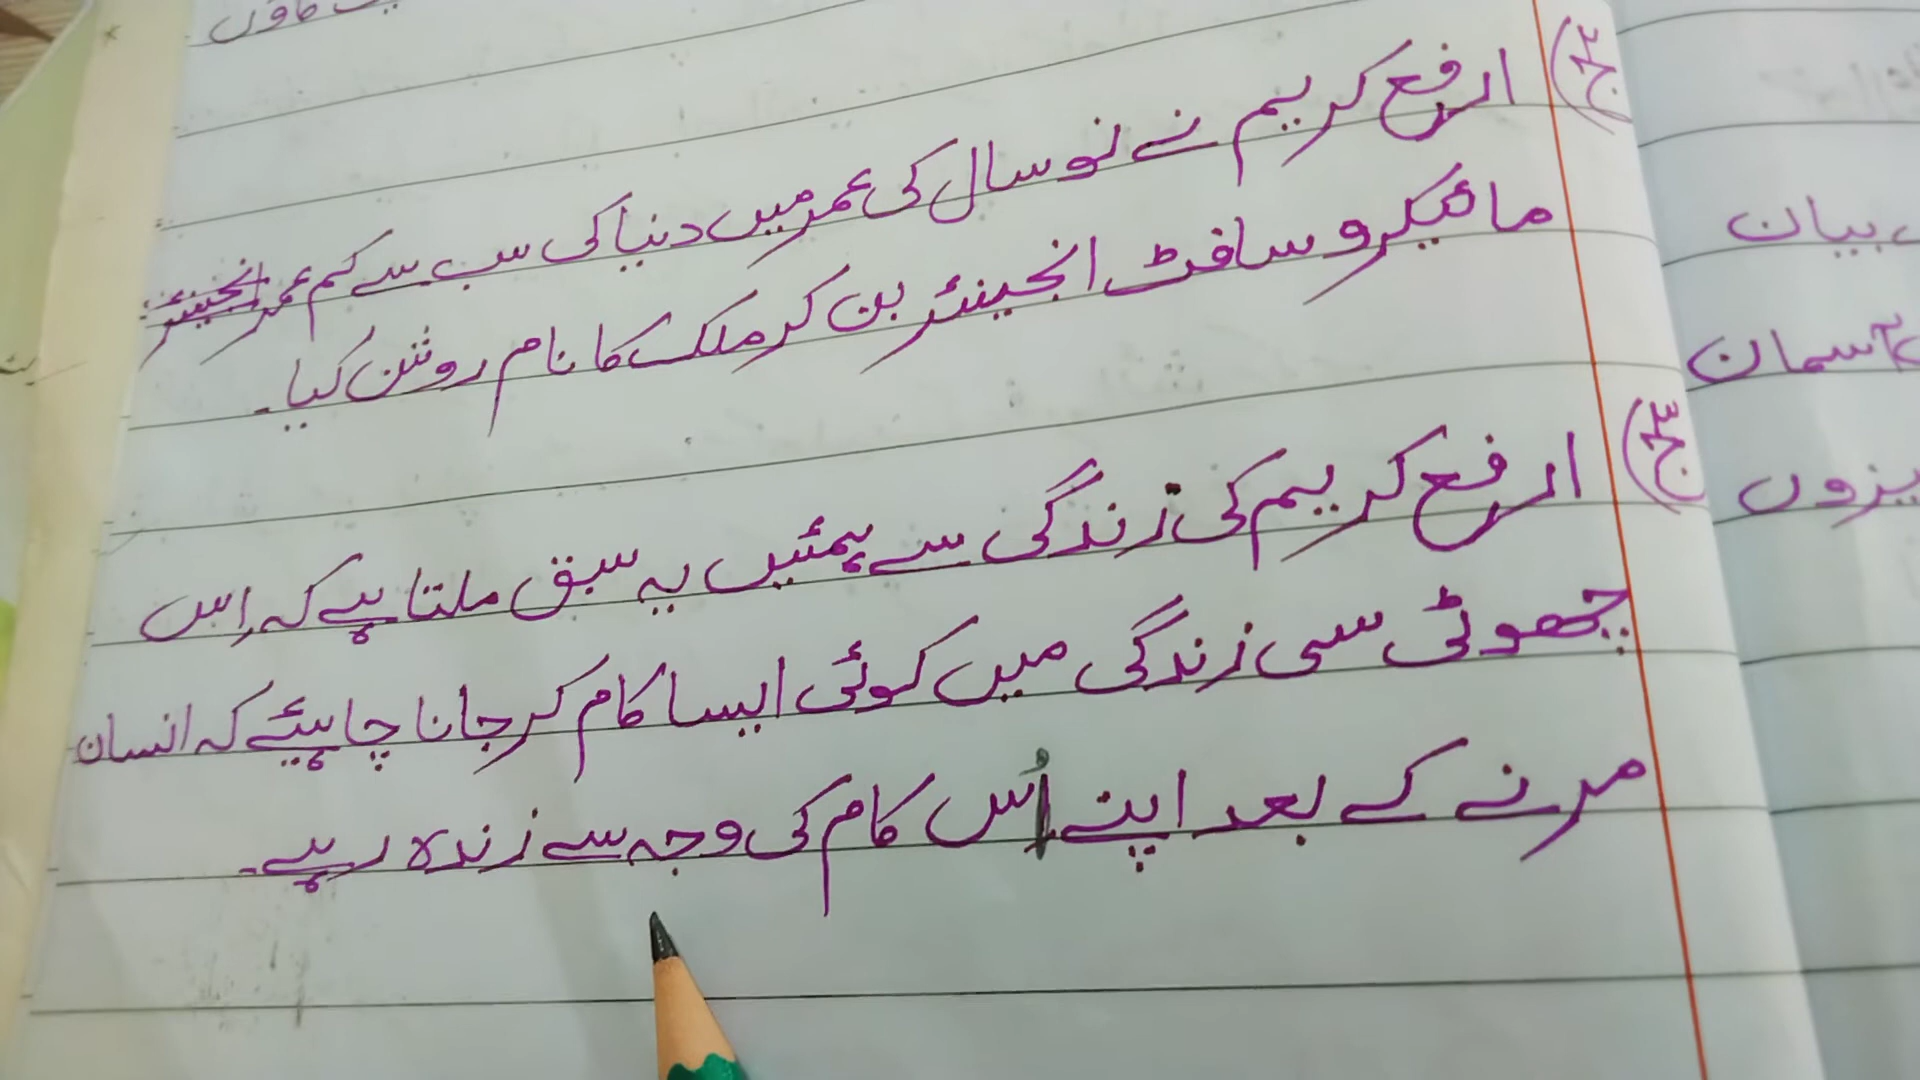 ج۲) ارفع کریم نے نو سال کی عمر میں دنیا کی سب سے کم عمر انجینئر
مائیکرو سافٹ انجینئر بن کر ملک کا نام روشن کیا۔
ج۳) ارفع کریم کی زندگی سے ہمئیں یہ سبق ملتا ہے کہ اِس
چھوٹی سی زندگی میں کوئی ایسا کام کر جانا چاہیئے کہ انسان
مرنے کے بعد اپنے اُس کام کی وجہ سے زندہ رہے۔
بیان
آسمان